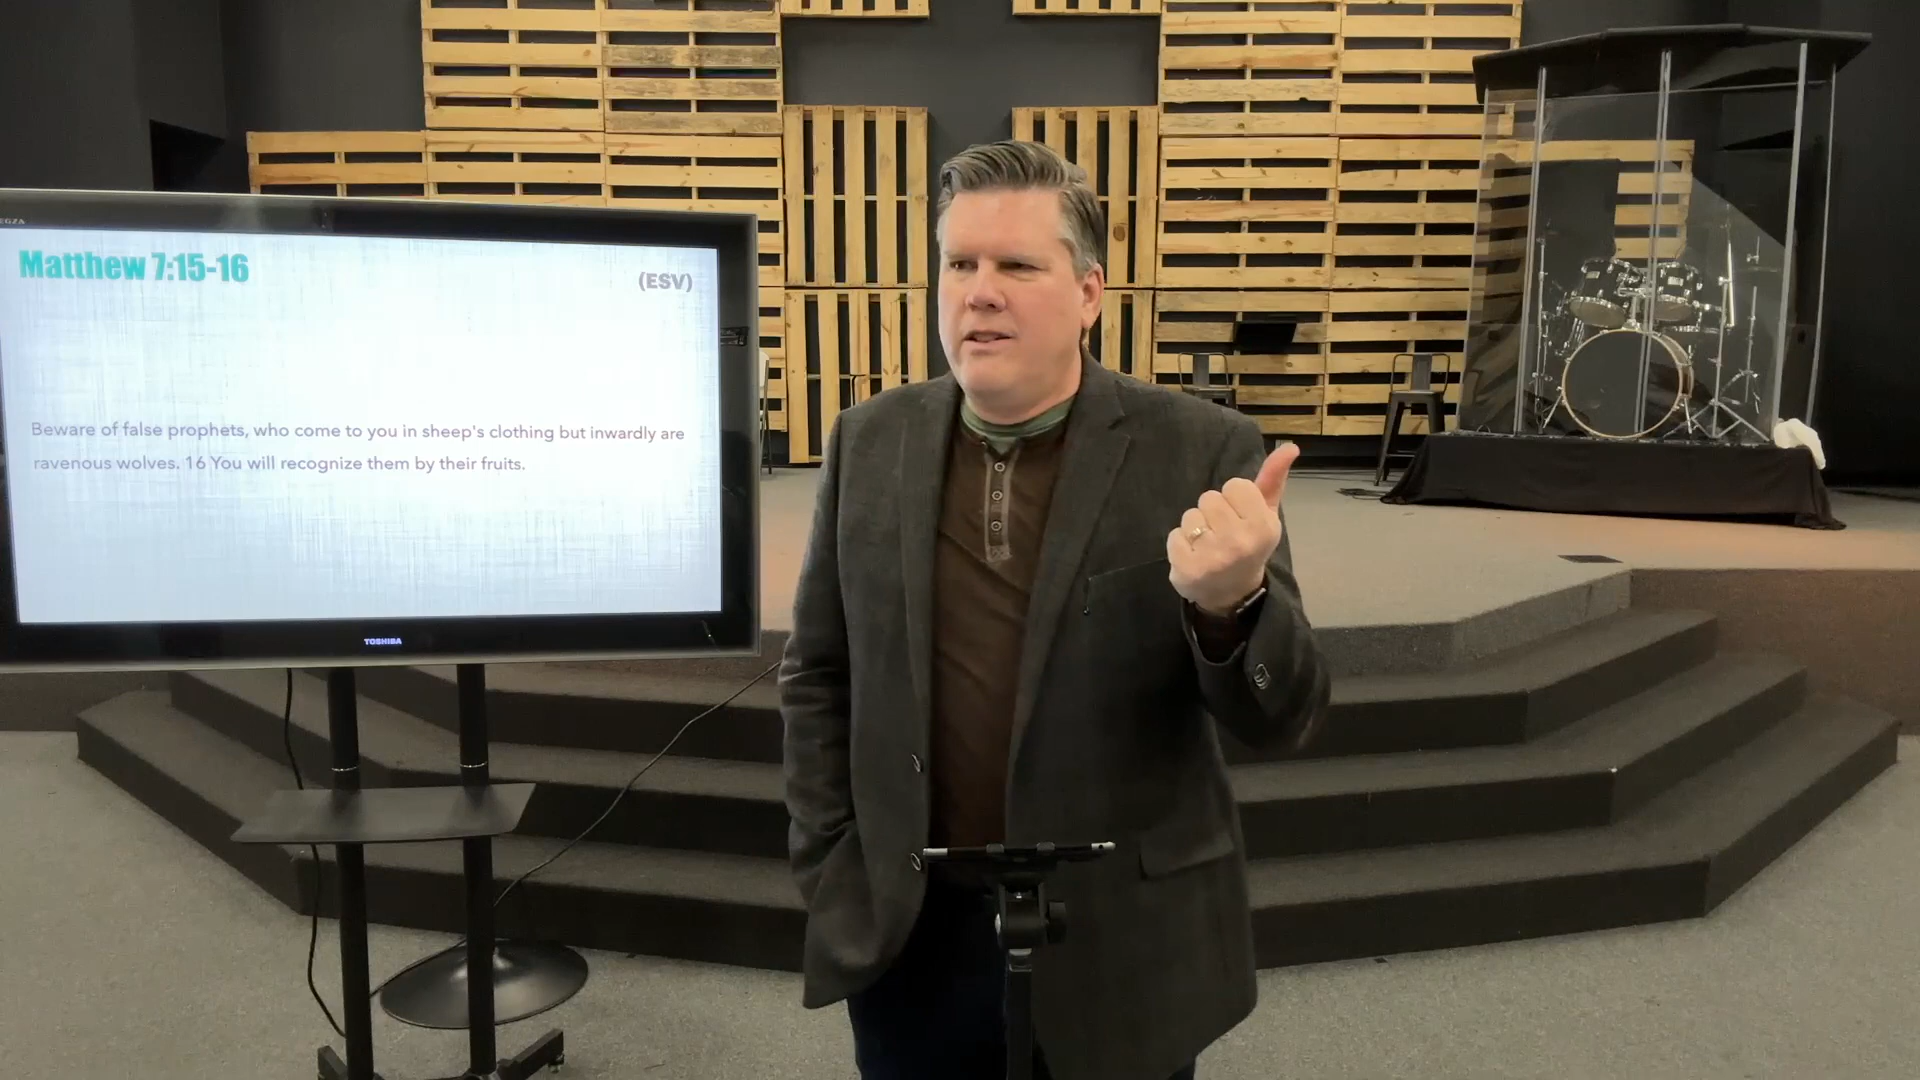 Matthew 7:15-16
(ESV)
Beware of false prophets, who come to you in sheep's clothing but inwardly are
ravenous wolves. 16 You will recognize them by their fruits.
TOSHIBA